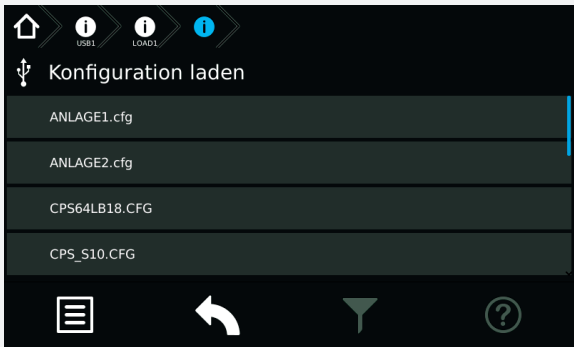 USB1 LOAD1
Konfiguration laden
ANLAGE1.cfg
ANLAGE2.cfg
CPS64LB18.CFG
CPS_S10.CFG